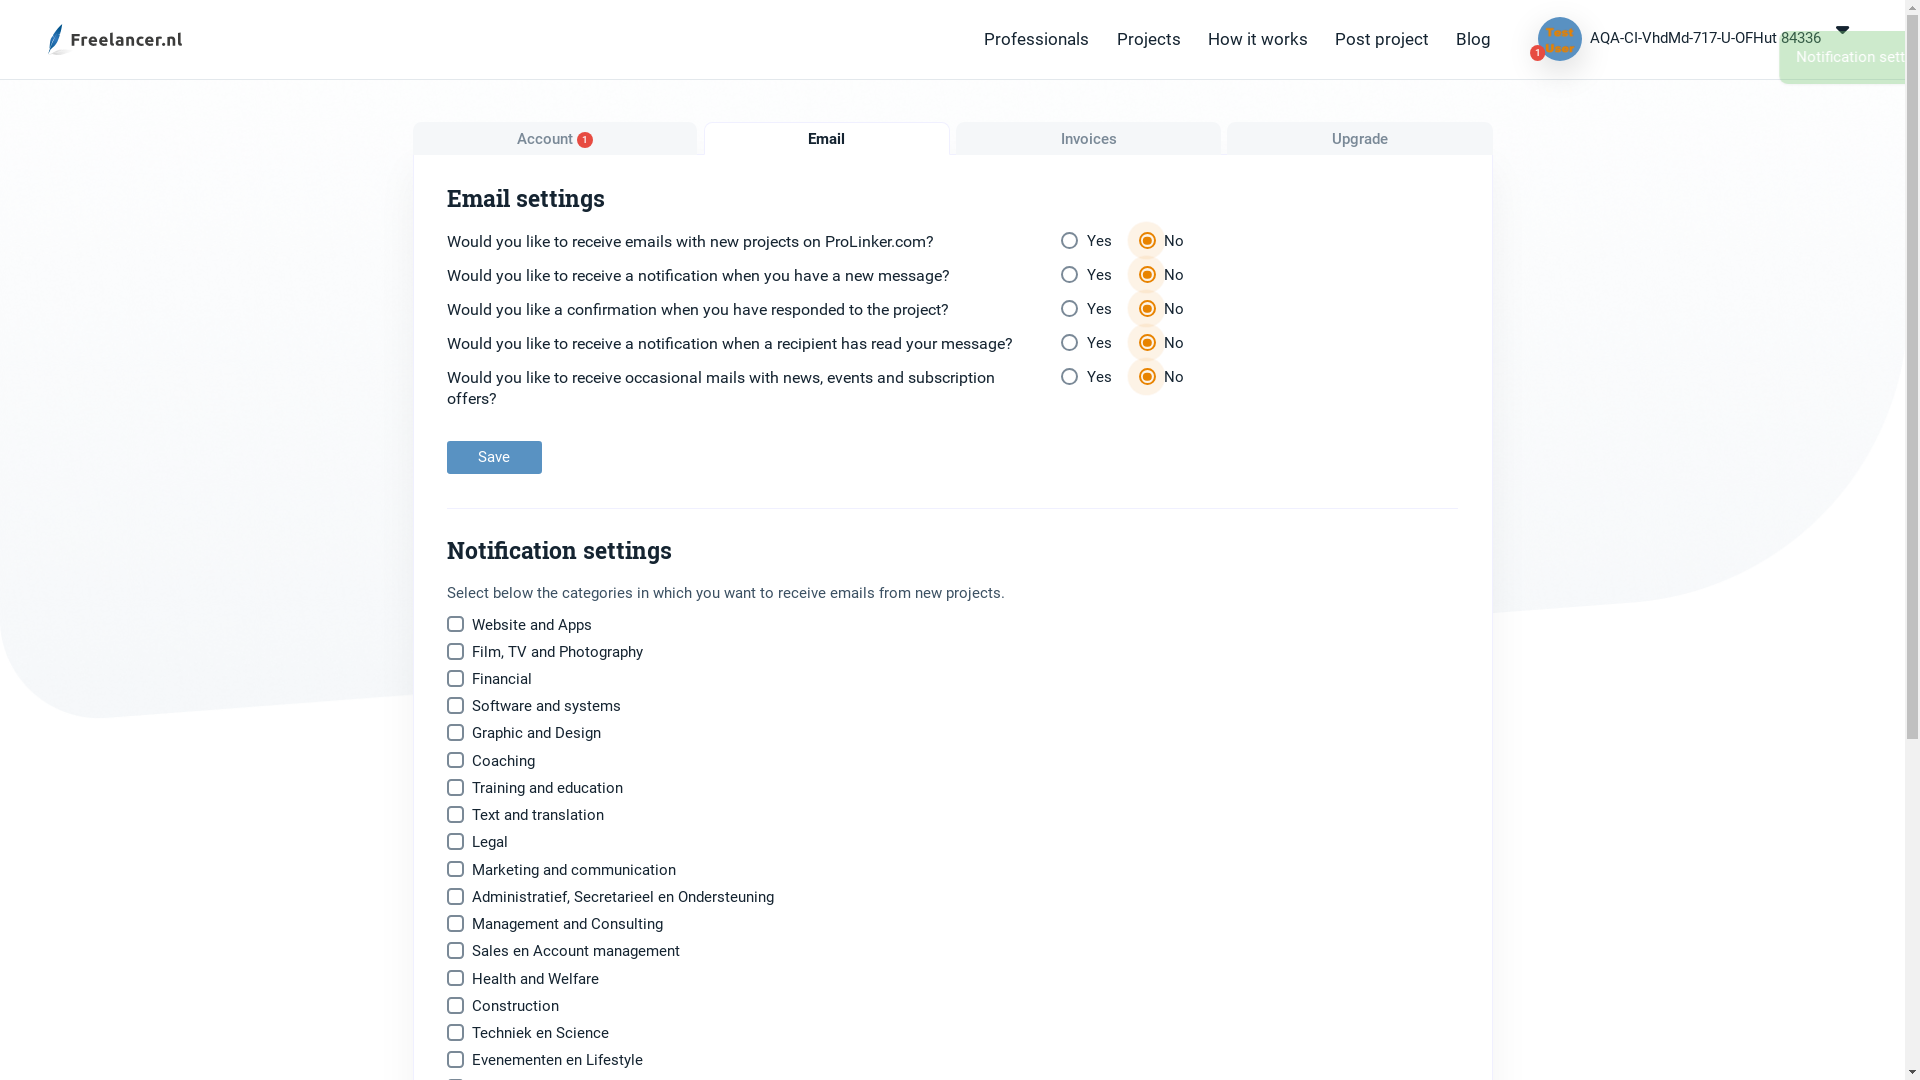 Freelancer.nl
Professionals
Projects
How it works
Post project
Blog
Test
User
1
AQA-CI-VhdMd-717-U-OFHut 84336
Notification sett
Account 1
Email
Invoices
Upgrade
Email settings
Would you like to receive emails with new projects on ProLinker.com?
Yes
No
Would you like to receive a notification when you have a new message?
Yes
No
Would you like a confirmation when you have responded to the project?
Yes
No
Would you like to receive a notification when a recipient has read your message?
Yes
No
Would you like to receive occasional mails with news, events and subscription
offers?
Yes
No
Save
Notification settings
Select below the categories in which you want to receive emails from new projects.
Website and Apps
Film, TV and Photography
Financial
Software and systems
Graphic and Design
Coaching
Training and education
Text and translation
Legal
Marketing and communication
Administratief, Secretarieel en Ondersteuning
Management and Consulting
Sales en Account management
Health and Welfare
Construction
Techniek en Science
Evenementen en Lifestyle